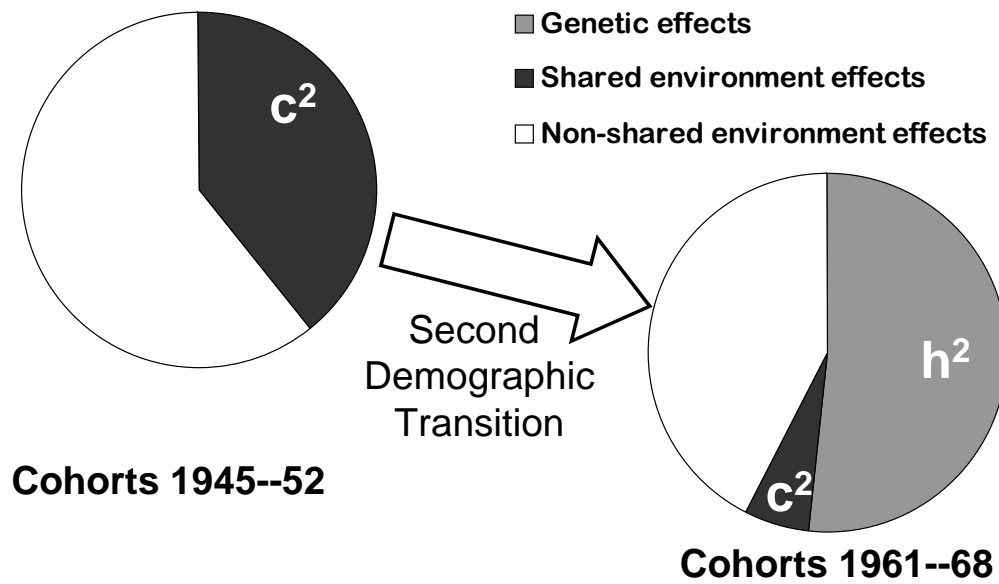 Genetic effects
Shared environment effects
Non-shared environment effects
c²
Second
Demographic
Transition
Cohorts 1945--52
h²
c²
Cohorts 1961--68